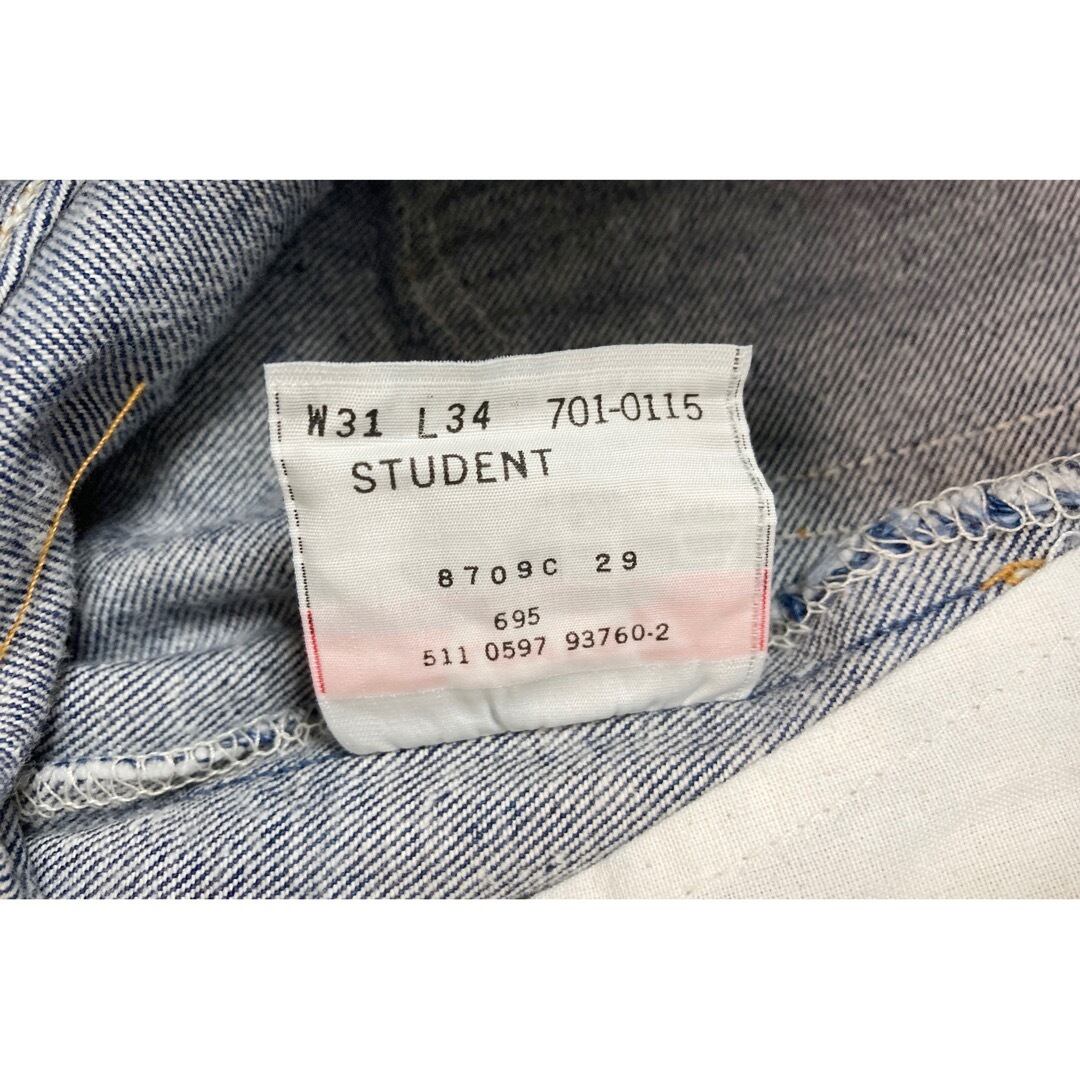 W31 L34 701-0115
STUDENT
8709C 29
695
511 0597 93760-2